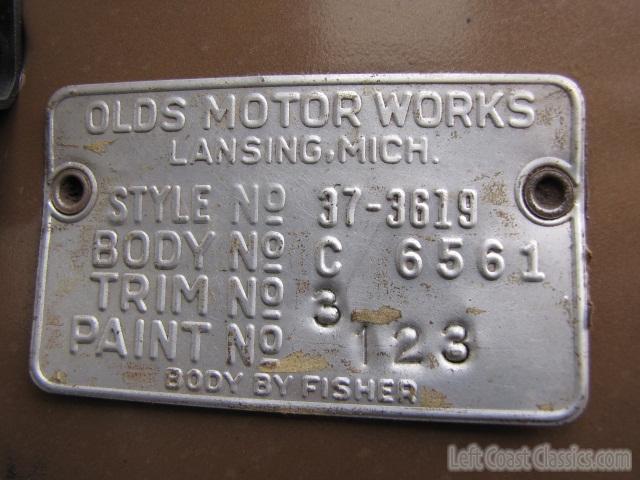 OLDS MOTOR WORKS
LANSING, MICH.
STYLE NO 37-3619
BODY NO C 6561
TRIM NO 3
PAINT NO 123
BODY BY FISHER
Left Coast Classics.com